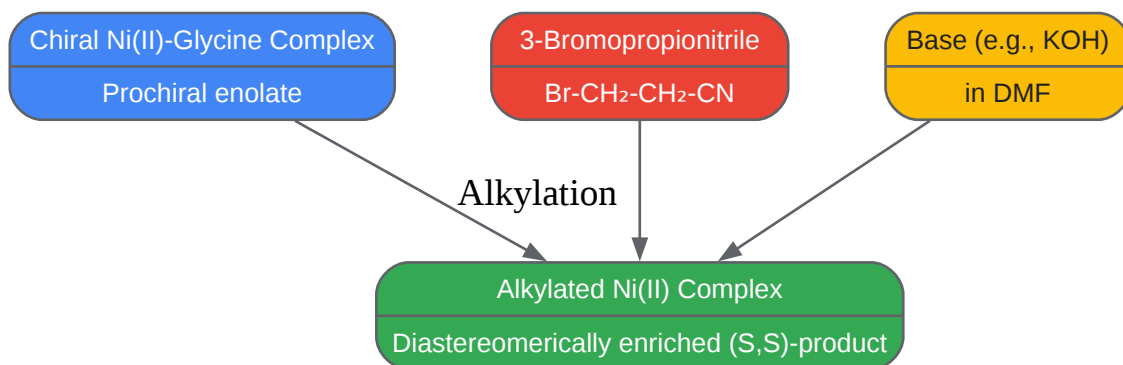 Chiral Ni(II)-Glycine Complex
Prochiral enolate
3-Bromopropionitrile
Br-CH₂-CH₂-CN
Base (e.g., KOH)
in DMF
Alkylation
Alkylated Ni(II) Complex
Diastereomerically enriched (S,S)-product